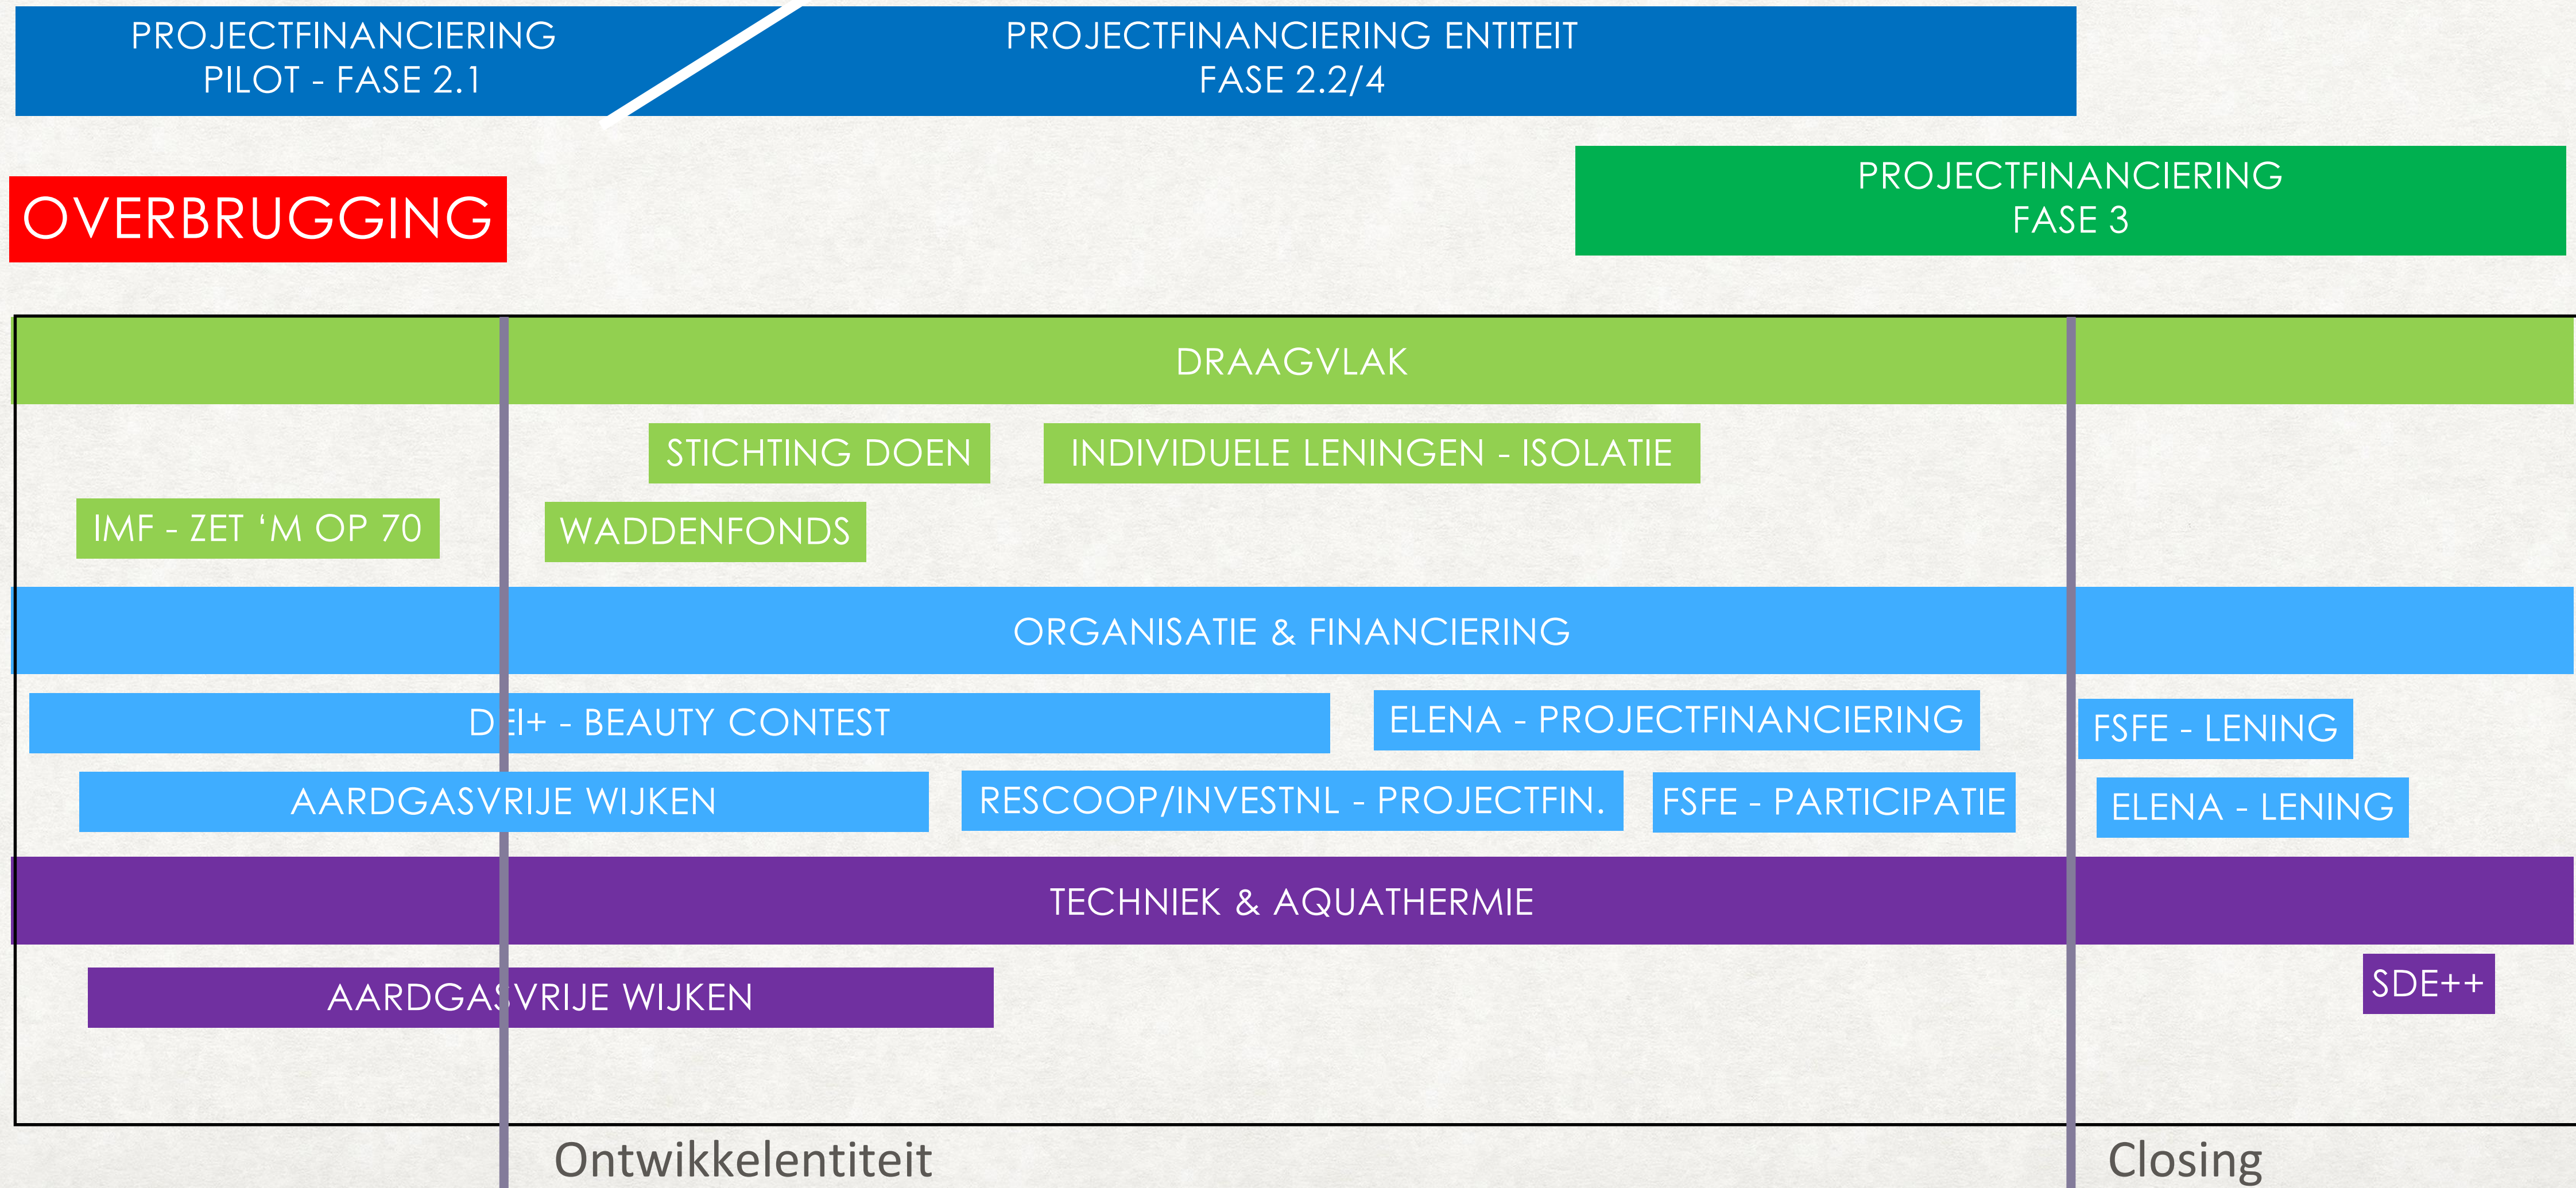 PROJECTFINANCIERING
PILOT - FASE 2.1
PROJECTFINANCIERING ENTITEIT
FASE 2.2/4
PROJECTFINANCIERING
FASE 3
OVERBRUGGING
DRAAGVLAK
STICHTING DOEN
INDIVIDUELE LENINGEN - ISOLATIE
IMF - ZET ‘M OP 70
WADDENFONDS
ORGANISATIE & FINANCIERING
DEI+ - BEAUTY CONTEST
ELENA - PROJECTFINANCIERING
FSFE - LENING
AARDGASVRIJE WIJKEN
RESCOOP/INVESTNL - PROJECTFIN.
FSFE - PARTICIPATIE
ELENA - LENING
TECHNIEK & AQUATHERMIE
AARDGASVRIJE WIJKEN
SDE++
Ontwikkelentiteit
Closing